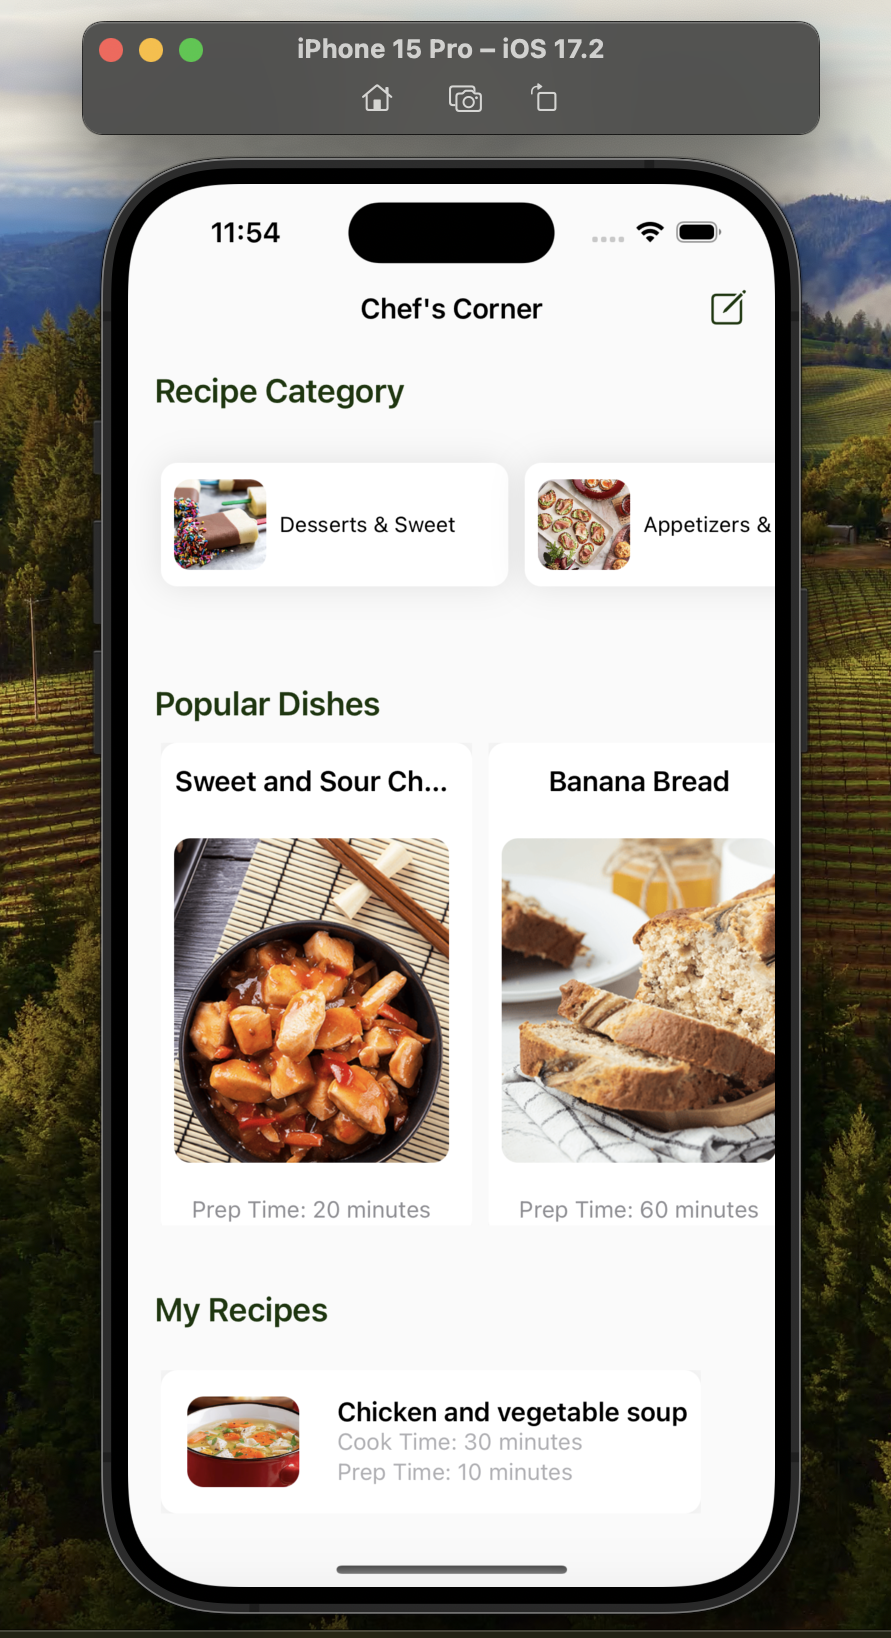 iPhone 15 Pro – iOS 17.2
11:54
Chef's Corner
Recipe Category
Desserts & Sweet
Appetizers &
Popular Dishes
Sweet and Sour Ch...
Banana Bread
Prep Time: 20 minutes
Prep Time: 60 minutes
My Recipes
Chicken and vegetable soup
Cook Time: 30 minutes
Prep Time: 10 minutes